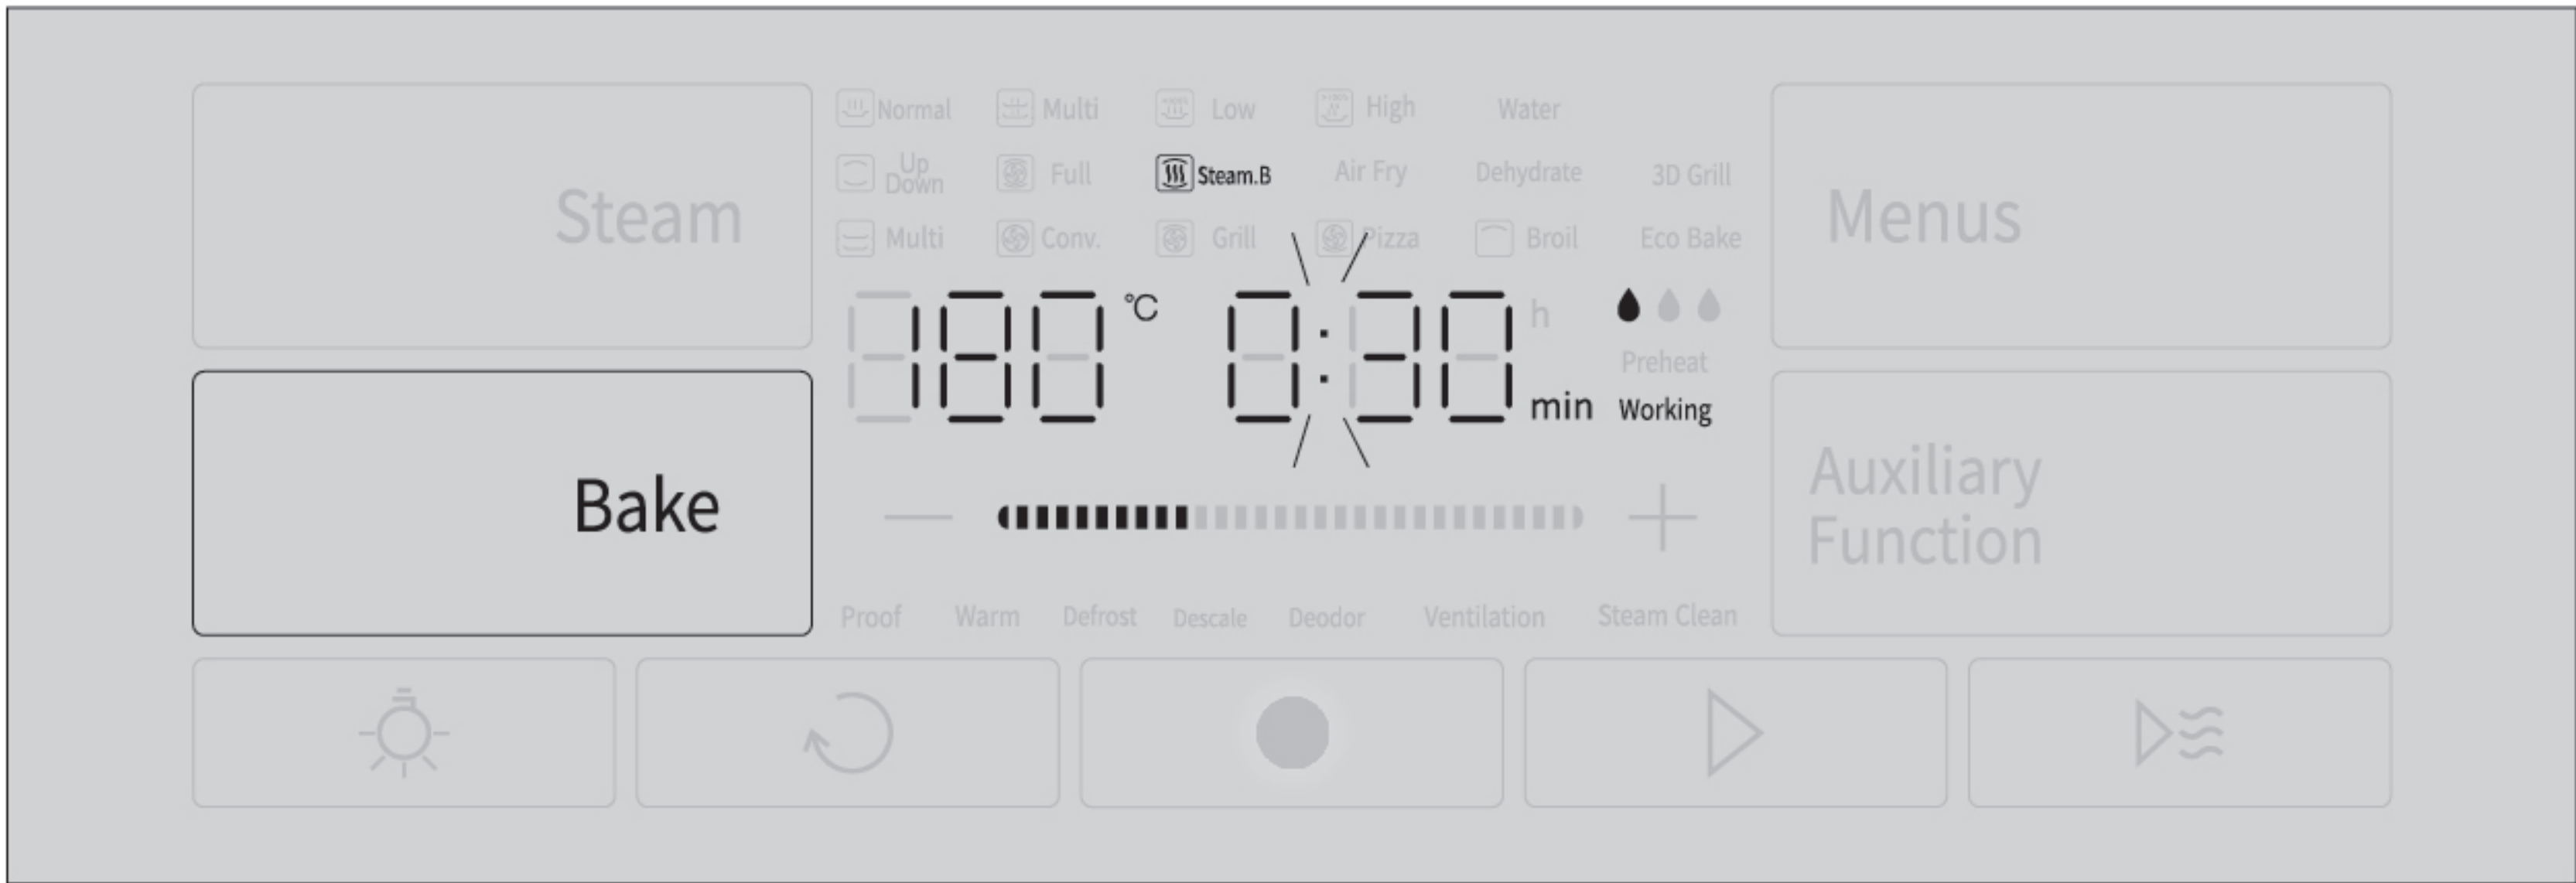 Normal Multi Low High Water
Up Down Full Steam.B Air Fry Dehydrate 3D Grill
Multi Conv. Grill Pizza Broil Eco Bake
Steam
Menus
180 °C 0:30 h min
Preheat
Working
Bake
Auxiliary
Function
Proof Warm Defrost Descale Deodor Ventilation Steam Clean